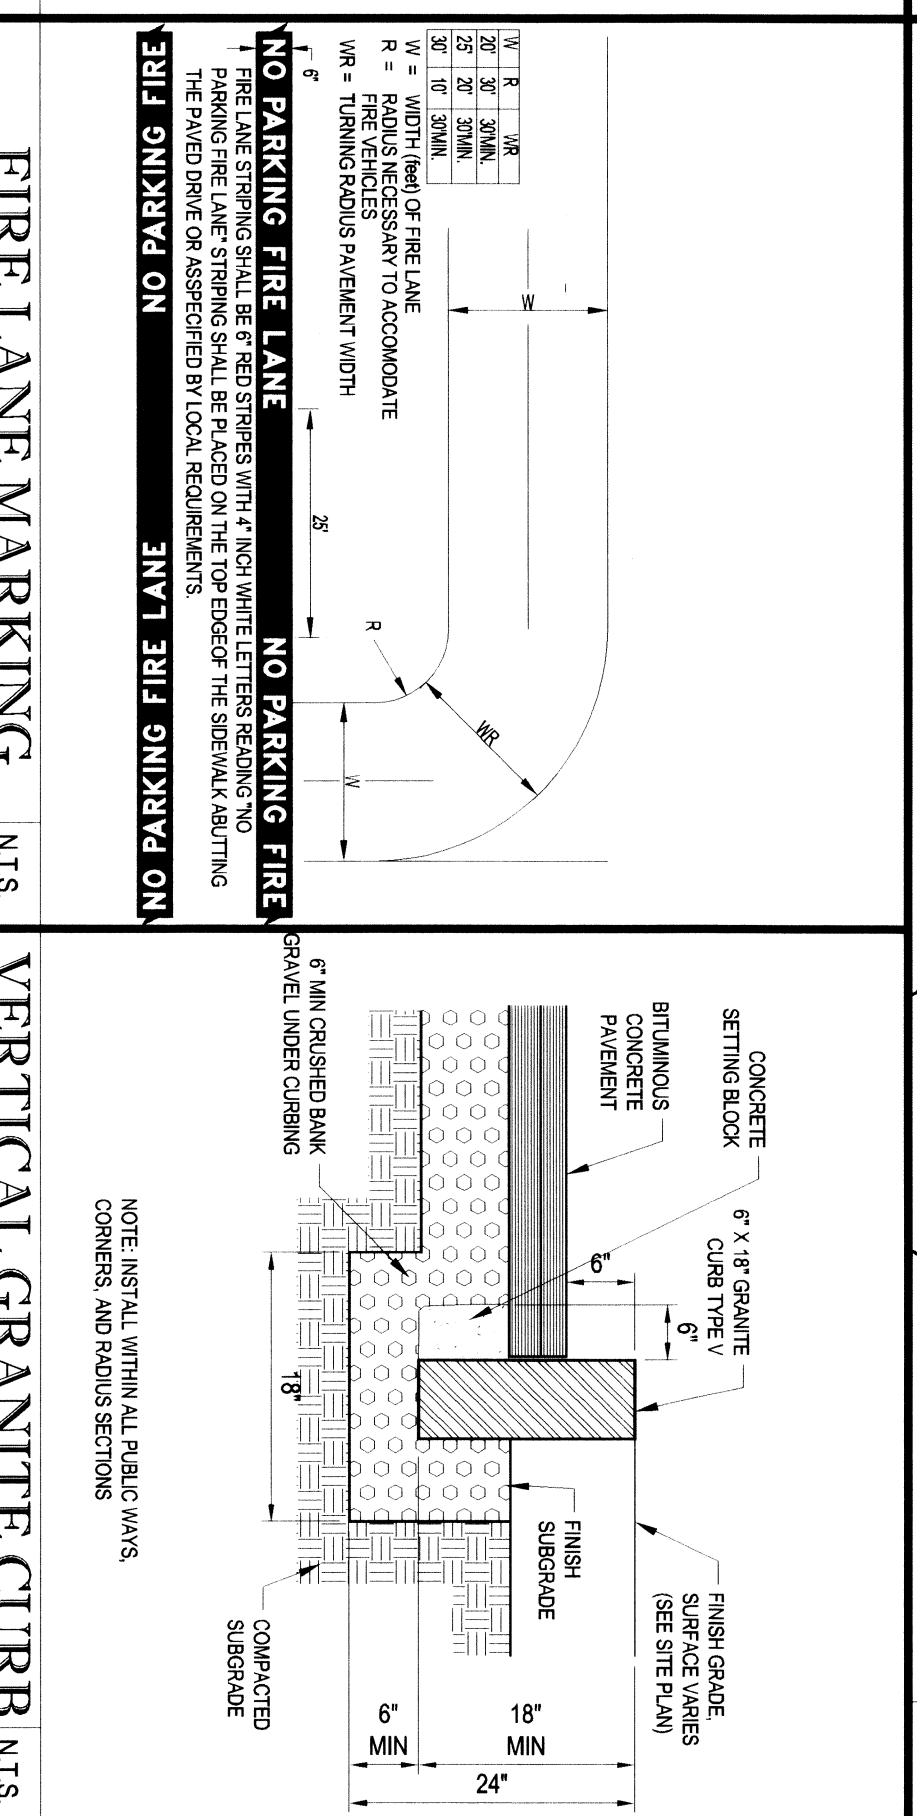 W R WR
20' 30' 30'MIN.
25' 20' 30'MIN.
30' 10' 30'MIN.
W = WIDTH (feet) OF FIRE LANE
R = RADIUS NECESSARY TO ACCOMODATE
FIRE VEHICLES
WR = TURNING RADIUS PAVEMENT WIDTH
W
R
WR
W
6"
25'
NO PARKING FIRE LANE NO PARKING FIRE
FIRE LANE STRIPING SHALL BE 6" RED STRIPES WITH 4" INCH WHITE LETTERS READING "NO
PARKING FIRE LANE" STRIPING SHALL BE PLACED ON THE TOP EDGEOF THE SIDEWALK ABUTTING
THE PAVED DRIVE OR ASSPECIFIED BY LOCAL REQUIREMENTS.
NO PARKING FIRE NO PARKING FIRE LANE NO PARKING FIRE
FIRE LANE MARKING N.T.S.
CONCRETE
SETTING BLOCK
6" X 18" GRANITE
CURB TYPE V
FINISH GRADE,
SURFACE VARIES
(SEE SITE PLAN)
BITUMINOUS
CONCRETE
PAVEMENT
6"
6"
FINISH
SUBGRADE
18"
MIN
6"
MIN
24"
6" MIN CRUSHED BANK
GRAVEL UNDER CURBING
18"
COMPACTED
SUBGRADE
NOTE: INSTALL WITHIN ALL PUBLIC WAYS,
CORNERS, AND RADIUS SECTIONS
VERTICAL GRANITE CURB N.T.S.